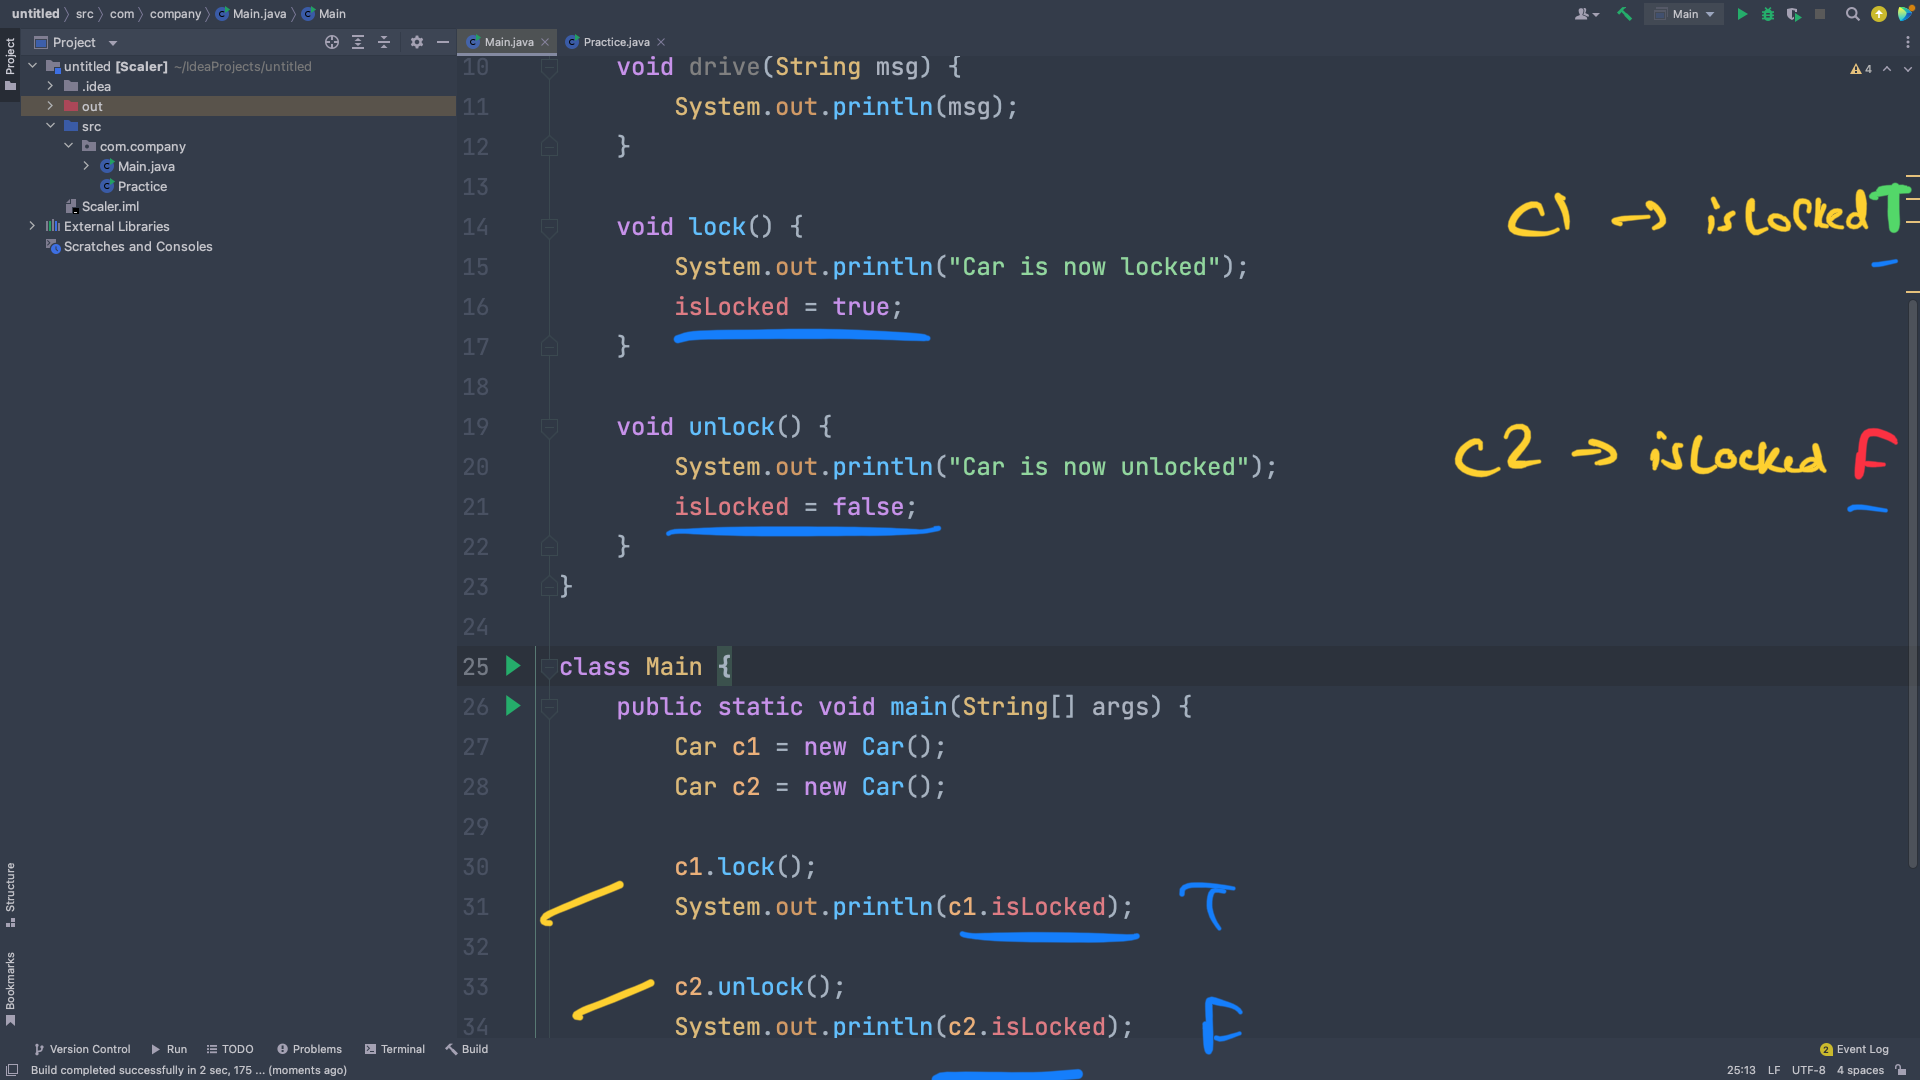 untitled src com company Main.java Main
Main
Project
Main.java Practice.java
Project
untitled [Scaler] ~/IdeaProjects/untitled
.idea
out
src
com.company
Main.java
Practice
Scaler.iml
External Libraries
Scratches and Consoles
4
10 void drive(String msg) {
11 System.out.println(msg);
12 }
13
14 void lock() {
15 System.out.println("Car is now locked");
16 isLocked = true;
17 }
18
19 void unlock() {
20 System.out.println("Car is now unlocked");
21 isLocked = false;
22 }
23 }
24
25 class Main {
26 public static void main(String[] args) {
27 Car c1 = new Car();
28 Car c2 = new Car();
29
30 c1.lock();
31 System.out.println(c1.isLocked);
32
33 c2.unlock();
34 System.out.println(c2.isLocked);
c1 → isLocked T
c2 → isLocked F
T
F
Structure
Bookmarks
Version Control Run TODO Problems Terminal Build 2 Event Log
Build completed successfully in 2 sec, 175 ... (moments ago) 25:13 LF UTF-8 4 spaces